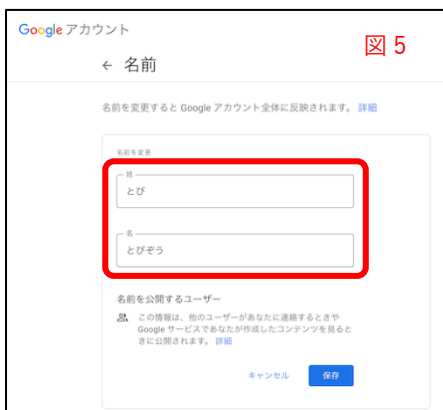 Google アカウント
図 5
← 名前
名前を変更すると Google アカウント全体に反映されます。 詳細
名前を変更
姓
とび
名
とびぞう
名前を公開するユーザー
この情報は、他のユーザーがあなたに連絡するときや
Google サービスであなたが作成したコンテンツを見ると
きに公開されます。 詳細
キャンセル
保存